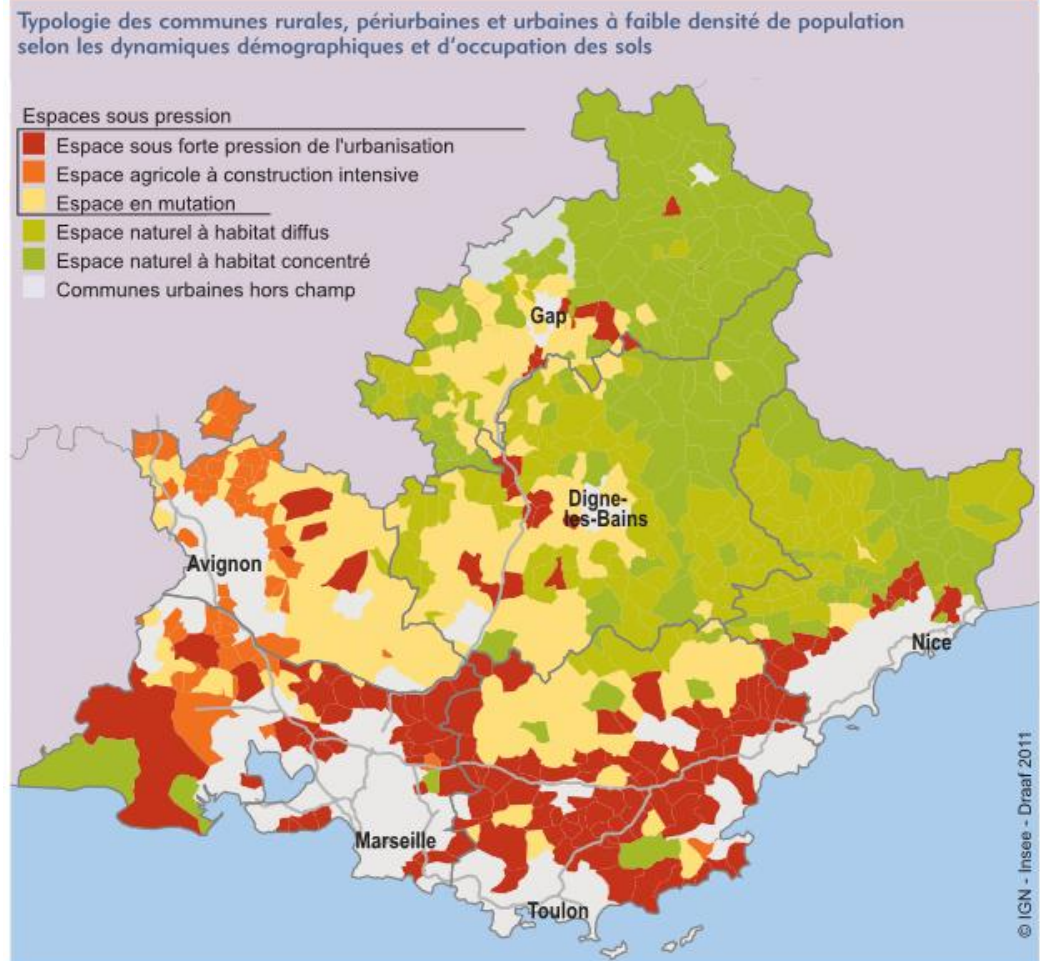 Typologie des communes rurales, périurbaines et urbaines à faible densité de population
selon les dynamiques démographiques et d'occupation des sols
Espaces sous pression
Espace sous forte pression de l'urbanisation
Espace agricole à construction intensive
Espace en mutation
Espace naturel à habitat diffus
Espace naturel à habitat concentré
Communes urbaines hors champ
Gap
Digne-
les-Bains
Avignon
Nice
Marseille
Toulon
© IGN - Insee - Draaf 2011